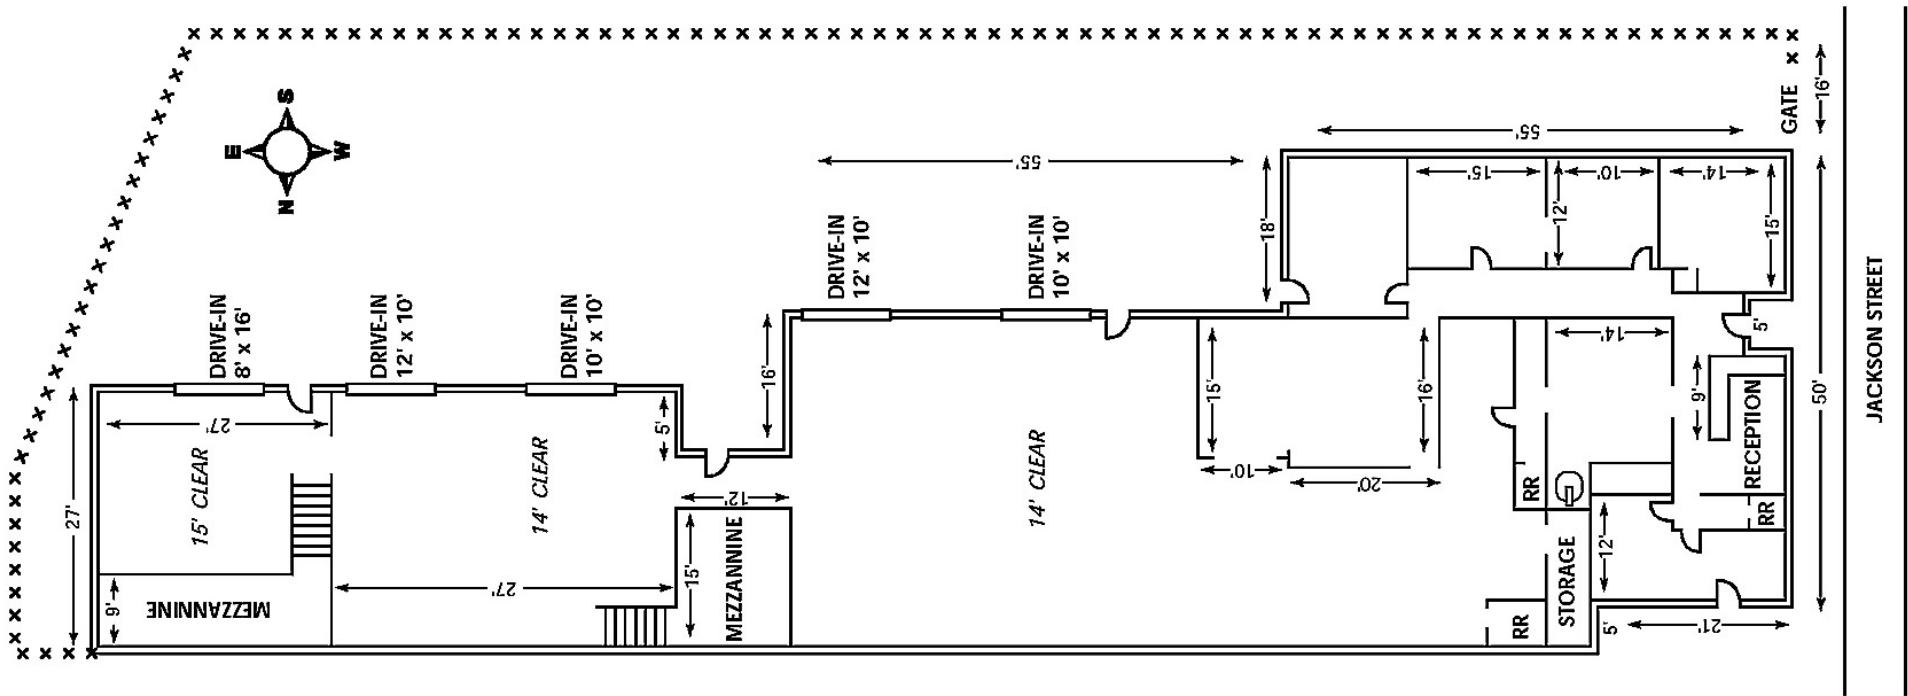 S
E
W
N
GATE
16'
55'
55'
15'
10'
14'
12'
15'
18'
DRIVE-IN
12' x 10'
DRIVE-IN
10' x 10'
DRIVE-IN
8' x 16'
DRIVE-IN
12' x 10'
DRIVE-IN
10' x 10'
JACKSON STREET
5'
14'
16'
15'
16'
9'
50'
27'
5'
RECEPTION
15' CLEAR
14' CLEAR
14' CLEAR
10'
20'
12'
RR
RR
27'
15'
MEZZANNINE
12'
STORAGE
27'
9'
MEZZANNINE
RR
5'
21'